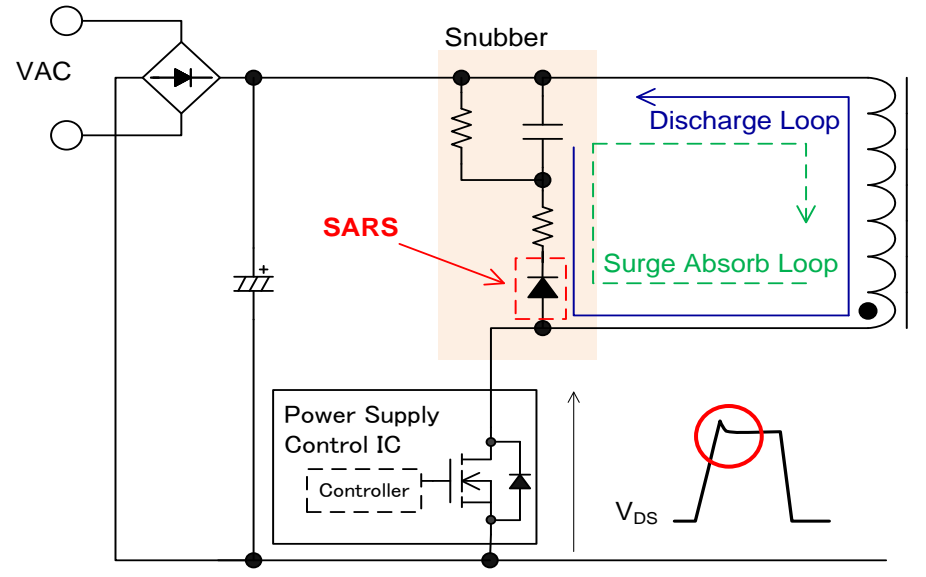 Snubber
VAC
Discharge Loop
SARS
Surge Absorb Loop
+
Power Supply
Control IC
Controller
VDS